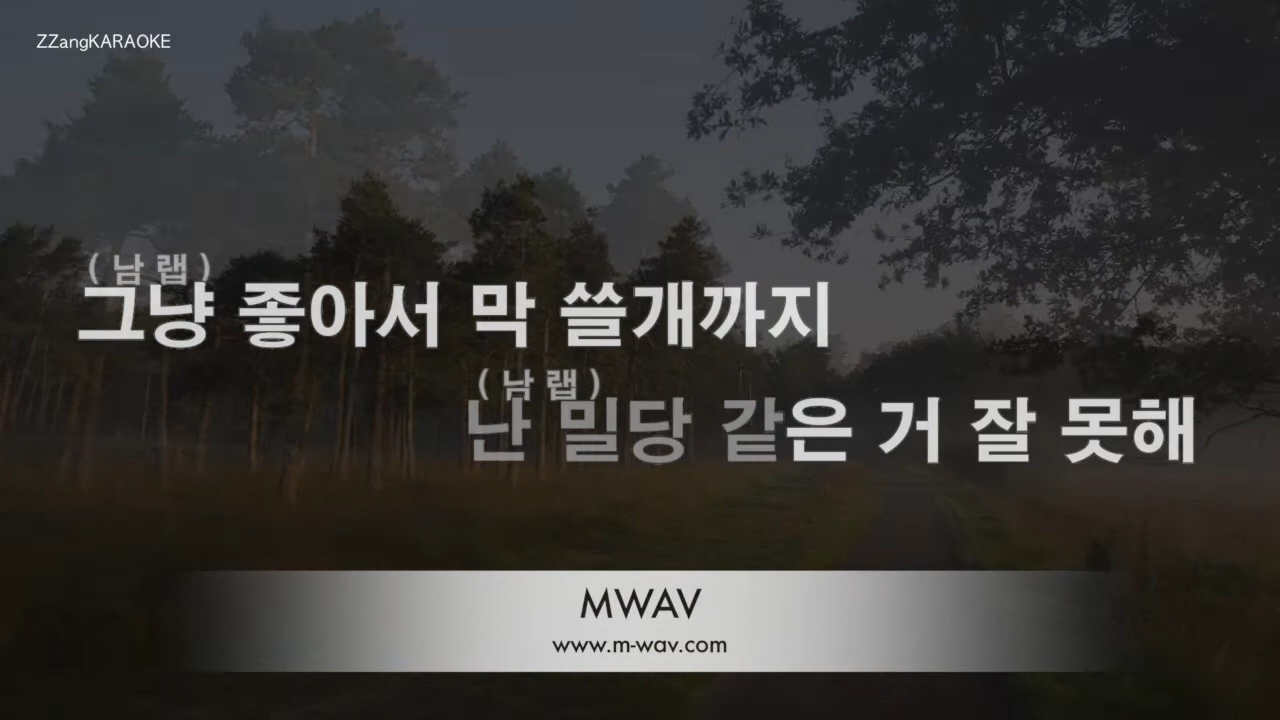 ZZangKARAOKE
(남랩)
그냥 좋아서 막 쓸개까지
(남랩)
난 밀당 같은 거 잘 못해
MWAV
www.m-wav.com